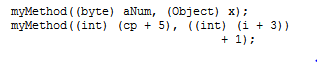 myMethod((byte) aNum, (Object) x);
myMethod((int) (cp + 5), ((int) (i + 3))
+ 1);